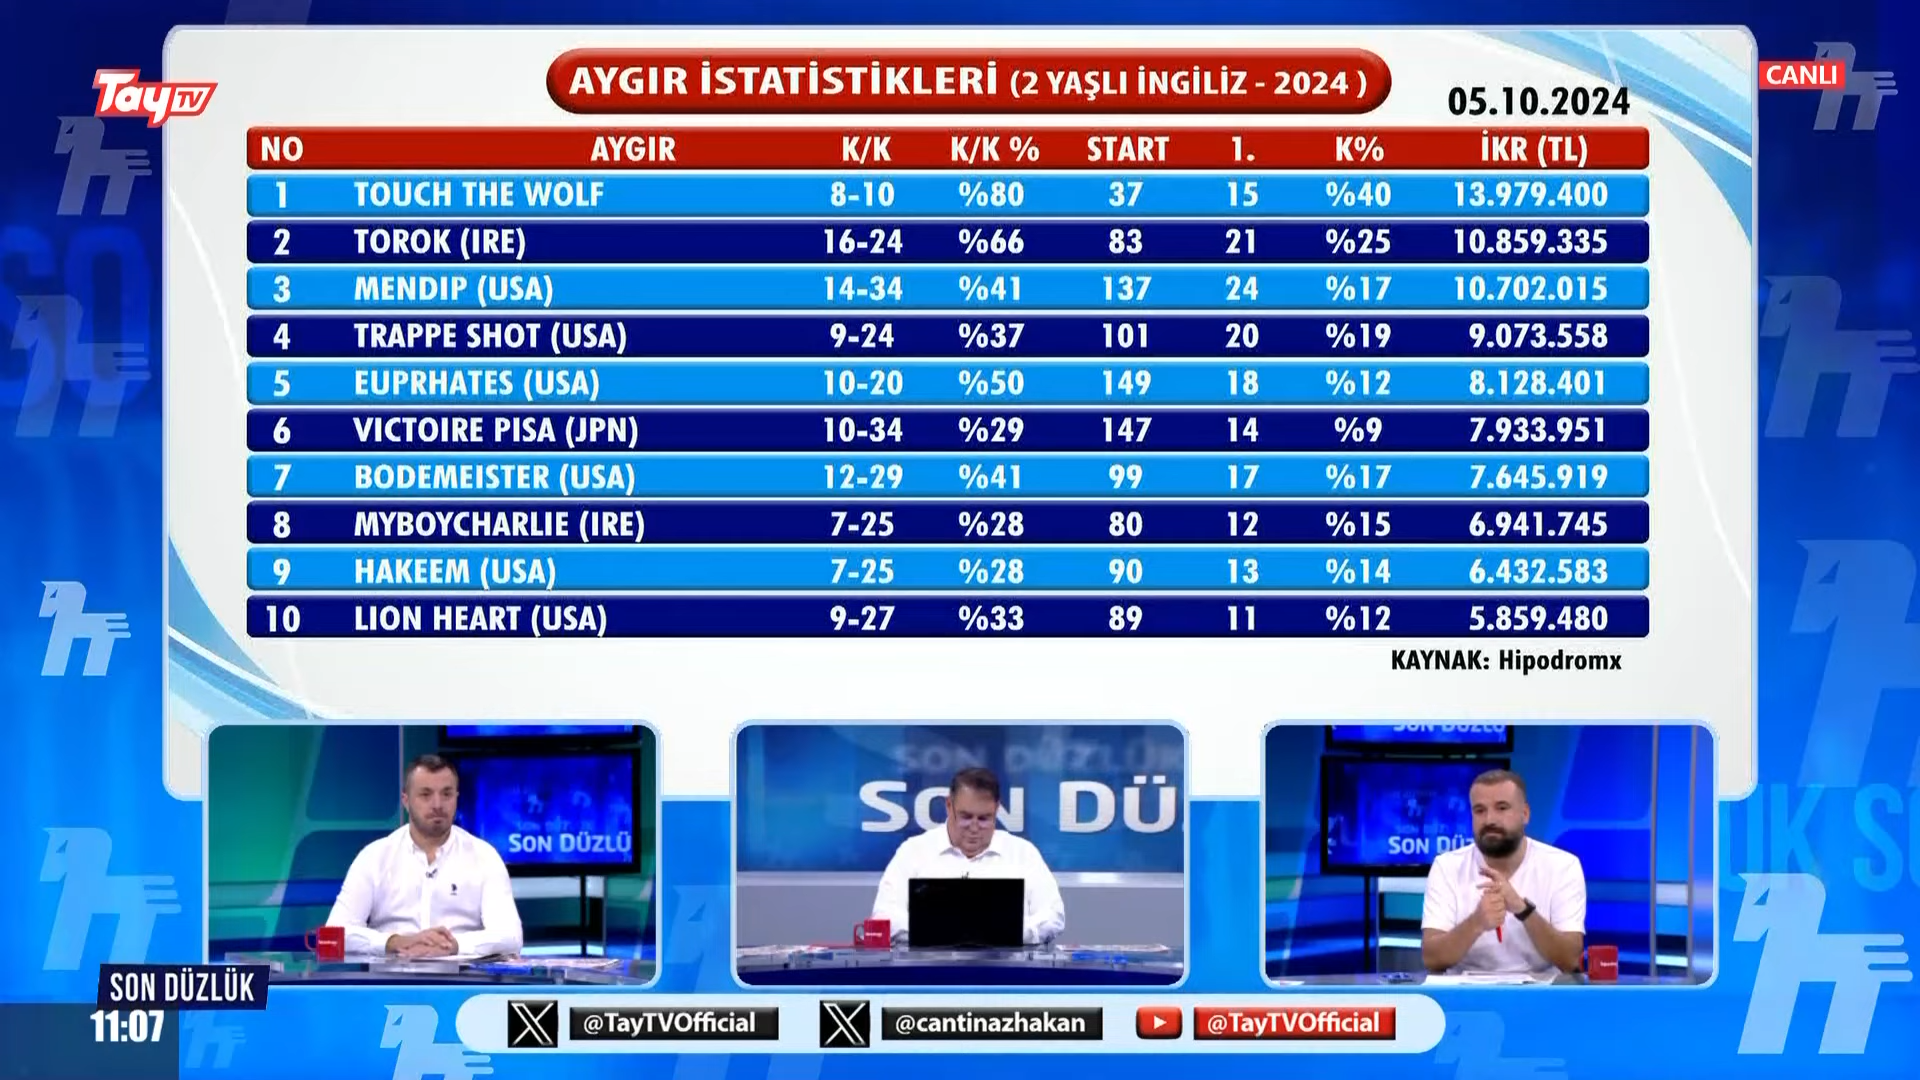 Tay TV
CANLI
AYGIR İSTATİSTİKLERİ (2 YAŞLI İNGİLİZ - 2024 )
05.10.2024
NO AYGIR K/K K/K % START 1. K% İKR (TL)
1 TOUCH THE WOLF 8-10 %80 37 15 %40 13.979.400
2 TOROK (IRE) 16-24 %66 83 21 %25 10.859.335
3 MENDIP (USA) 14-34 %41 137 24 %17 10.702.015
4 TRAPPE SHOT (USA) 9-24 %37 101 20 %19 9.073.558
5 EUPRHATES (USA) 10-20 %50 149 18 %12 8.128.401
6 VICTOIRE PISA (JPN) 10-34 %29 147 14 %9 7.933.951
7 BODEMEISTER (USA) 12-29 %41 99 17 %17 7.645.919
8 MYBOYCHARLIE (IRE) 7-25 %28 80 12 %15 6.941.745
9 HAKEEM (USA) 7-25 %28 90 13 %14 6.432.583
10 LION HEART (USA) 9-27 %33 89 11 %12 5.859.480
KAYNAK: Hipodromx
SON DÜZLÜ
SON DÜZLÜK
SON DÜ
SON DÜZLÜ
SON DÜZ
SON DÜZLÜK
11:07
@TayTVOfficial
@cantinazhakan
@TayTVOfficial